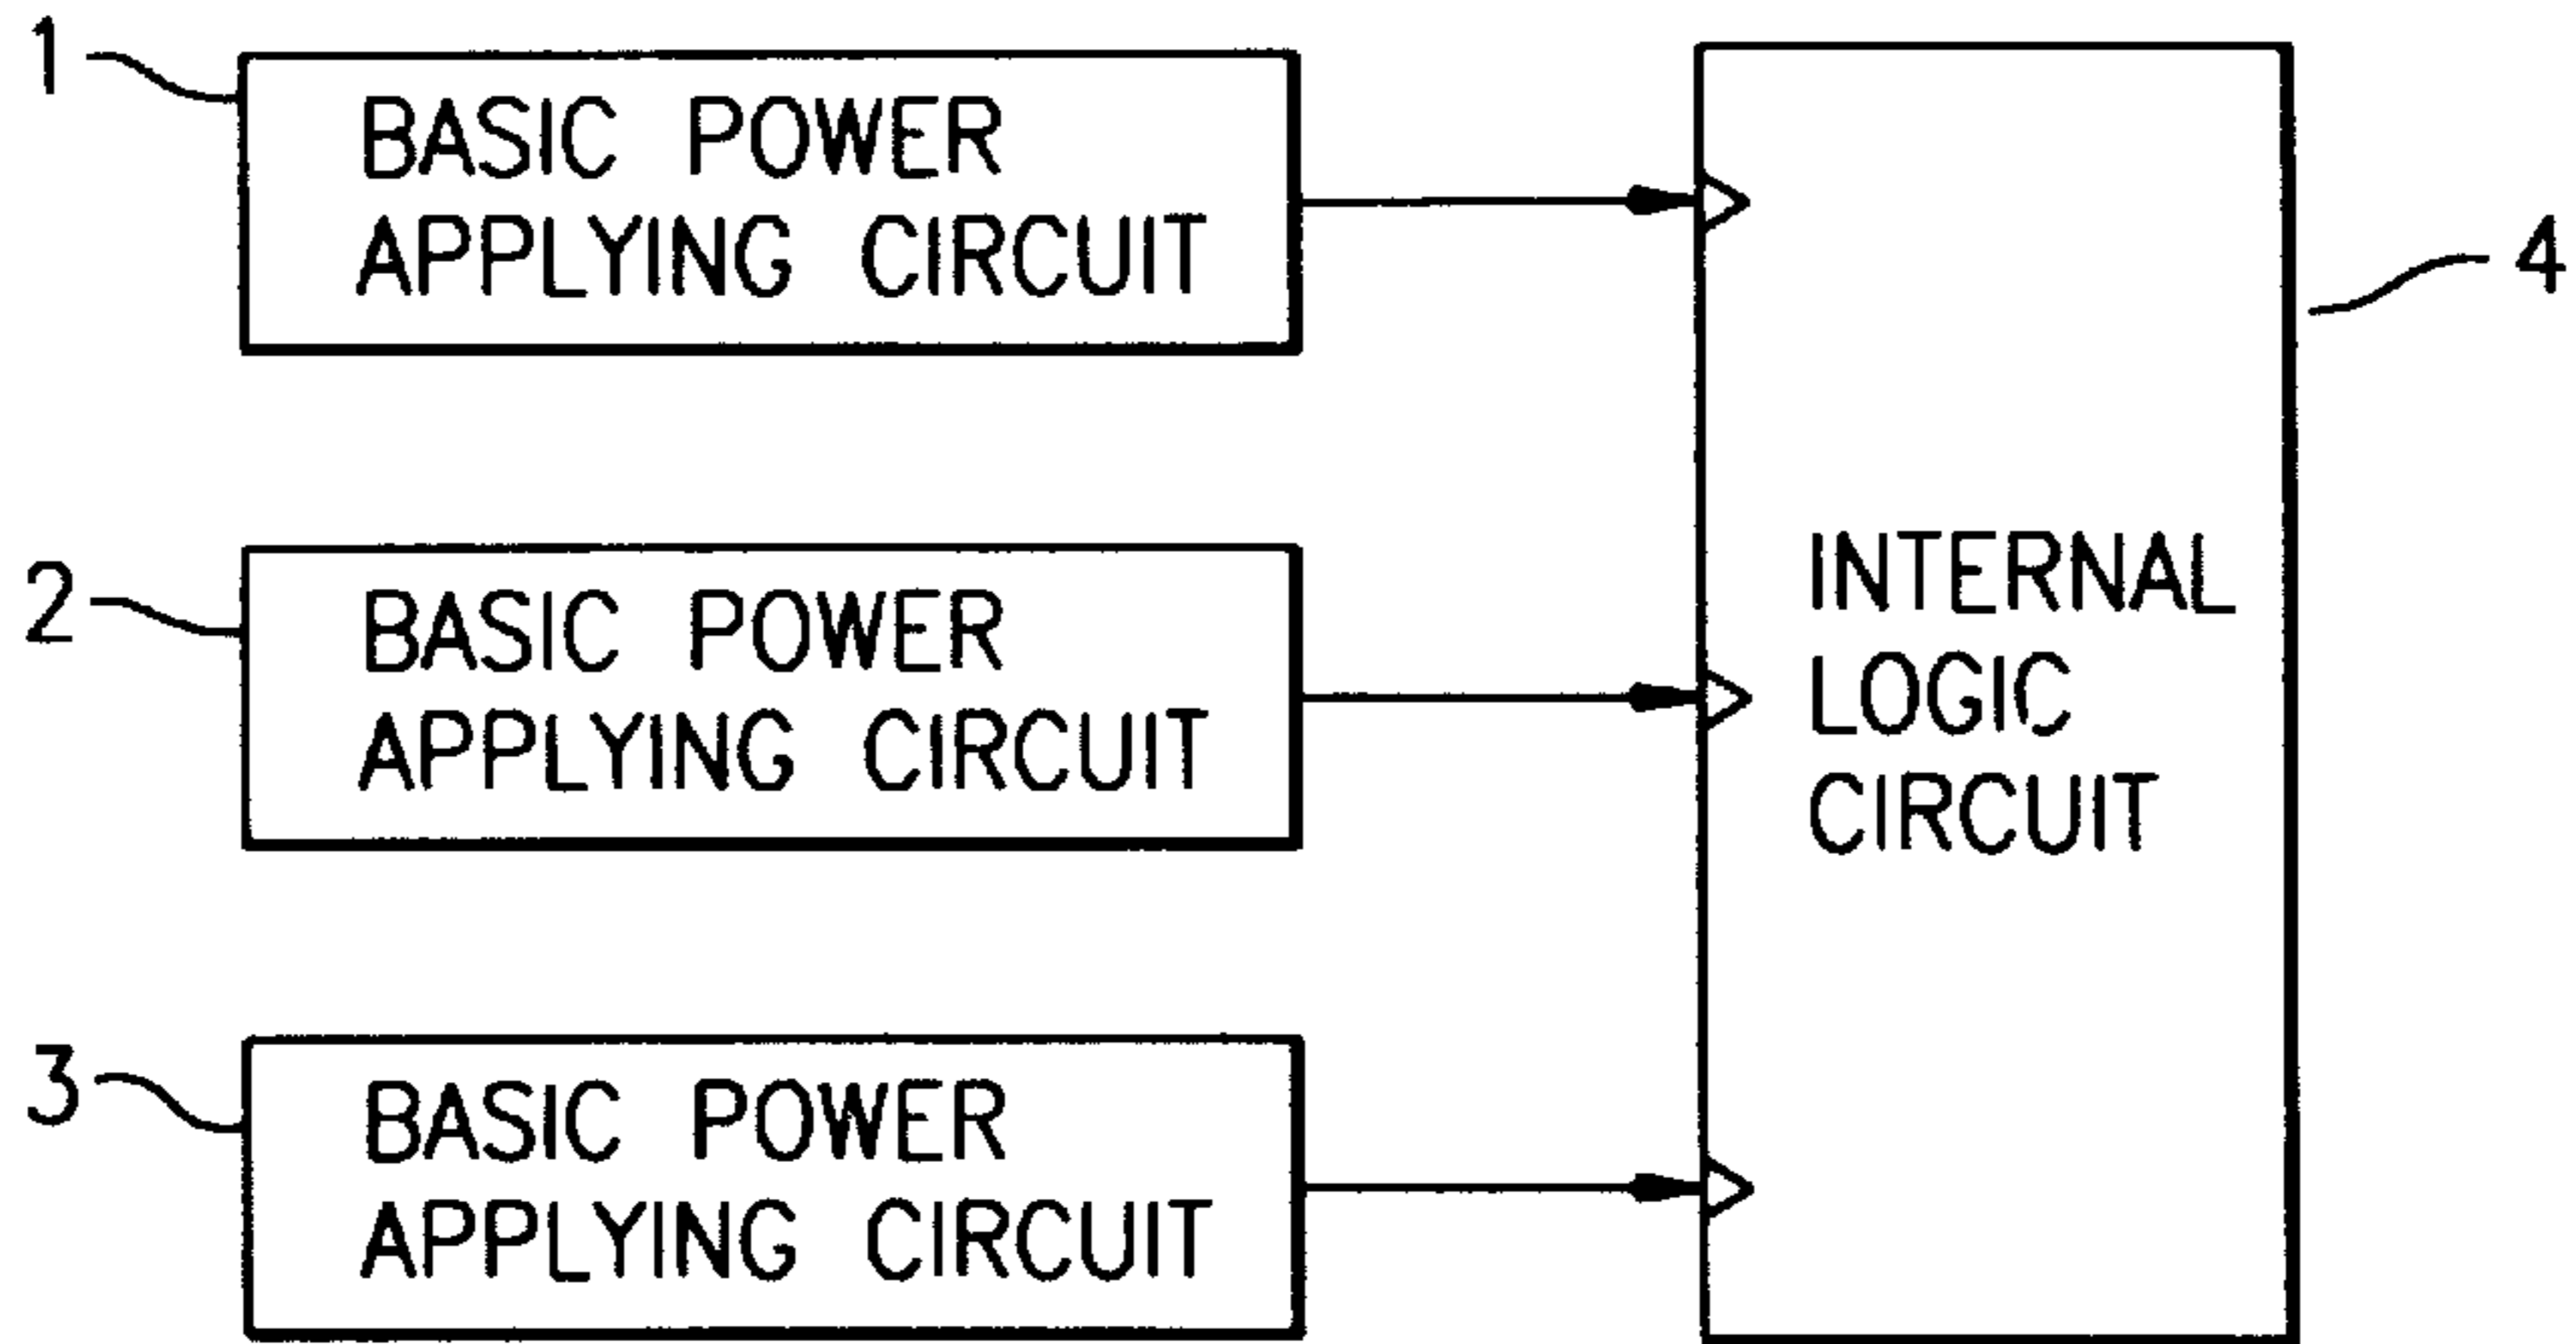 1
BASIC POWER
APPLYING CIRCUIT
2
BASIC POWER
APPLYING CIRCUIT
3
BASIC POWER
APPLYING CIRCUIT
INTERNAL
LOGIC
CIRCUIT
4